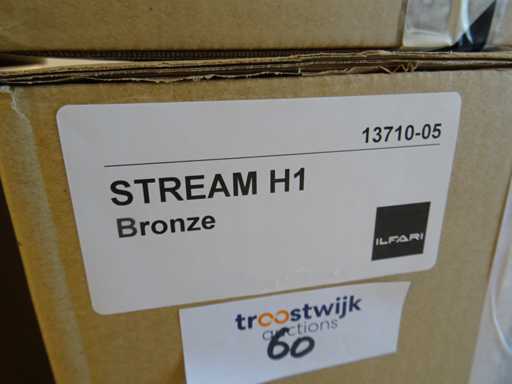 13710-05
STREAM H1
Bronze
ILFARI
troostwijk
auctions
60